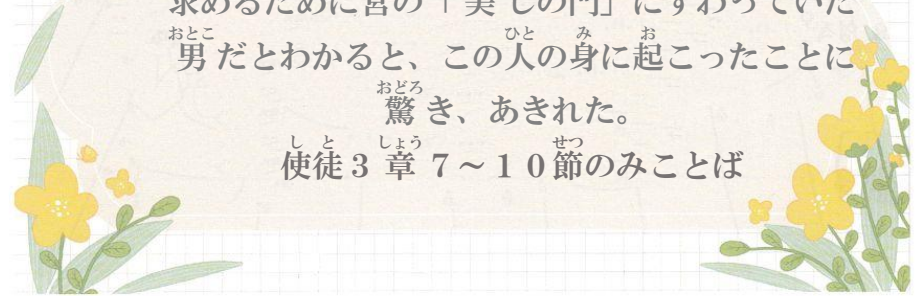 求めるために宮の「美しの門」にすわっていた
男だとわかると、この人の身に起こったことに
驚き、あきれた。
使徒3章7~10節のみことば